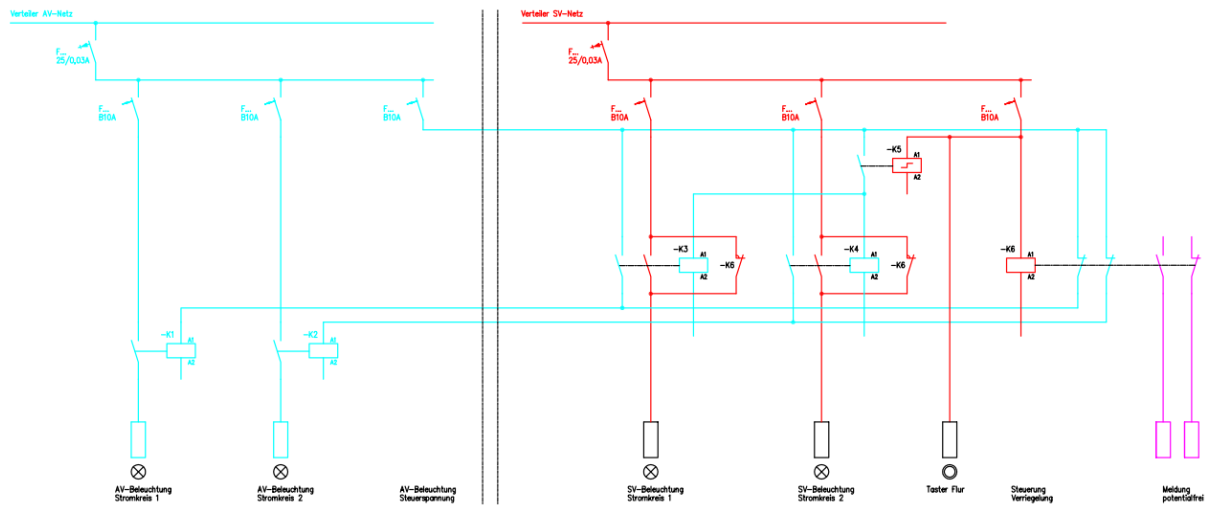 Verteiler AV-Netz
Verteiler SV-Netz
F...
25/0,03A
F...
25/0,03A
F...
B10A
F...
B10A
F...
B10A
F...
B10A
F...
B10A
F...
B10A
-K5
A1
A2
-K3
A1
A2
-K6
-K4
A1
A2
-K6
-K6
A1
A2
-K1
A1
A2
-K2
A1
A2
AV-Beleuchtung
Stromkreis 1
AV-Beleuchtung
Stromkreis 2
AV-Beleuchtung
Steuerspannung
SV-Beleuchtung
Stromkreis 1
SV-Beleuchtung
Stromkreis 2
Taster Flur
Steuerung
Verriegelung
Meldung
potentialfrei